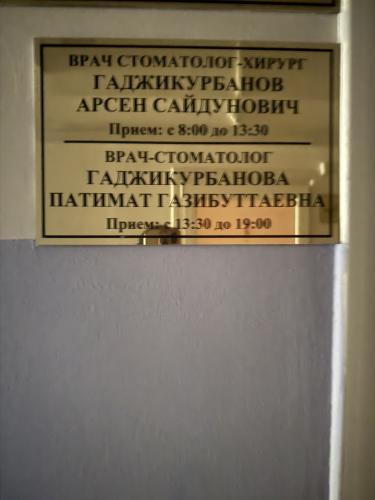 ВРАЧ СТОМАТОЛОГ-ХИРУРГ
ГАДЖИКУРБАНОВ
АРСЕН САЙДУНОВИЧ
Прием: с 8:00 до 13:30
ВРАЧ-СТОМАТОЛОГ
ГАДЖИКУРБАНОВА
ПАТИМАТ ГАЗИБУТТАЕВНА
Прием: с 13:30 до 19:00